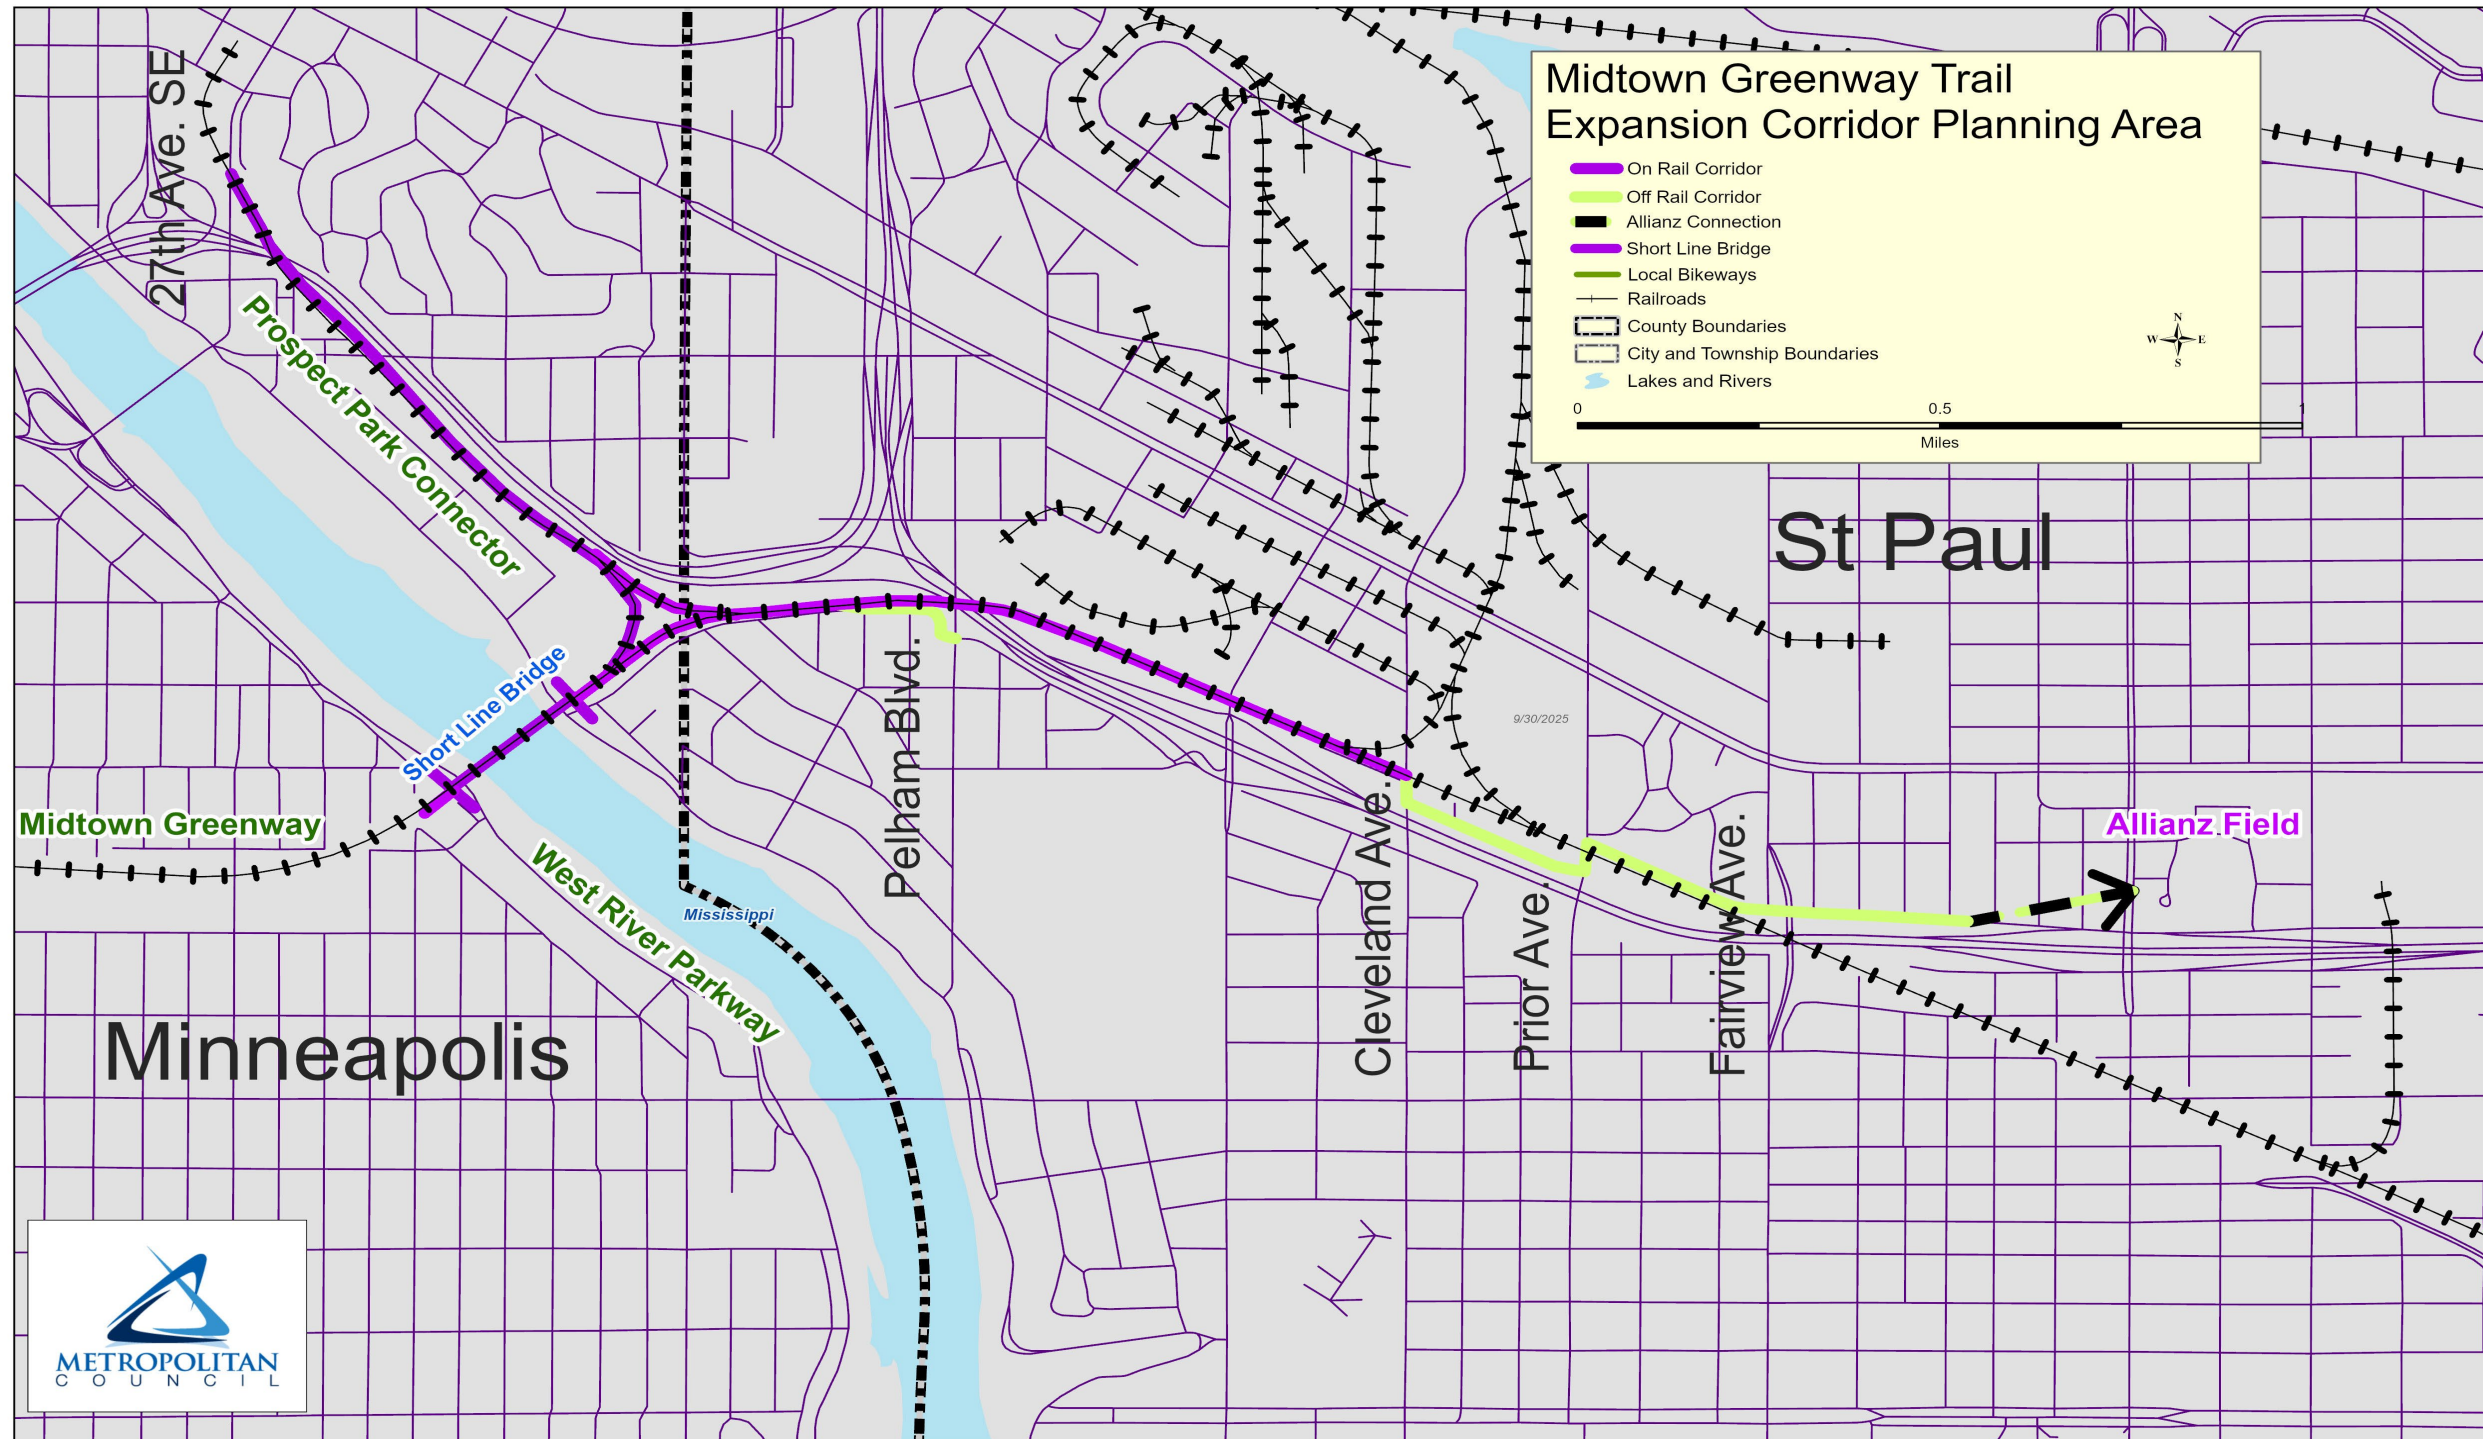 Midtown Greenway Trail
Expansion Corridor Planning Area
On Rail Corridor
Off Rail Corridor
Allianz Connection
Short Line Bridge
Local Bikeways
Railroads
County Boundaries
City and Township Boundaries
Lakes and Rivers
N
W E
S
0 0.5 1
Miles
27th Ave. SE
Prospect Park Connector
St Paul
Short Line Bridge
Pelham Blvd.
9/30/2025
Midtown Greenway
Allianz Field
West River Parkway
Mississippi
Cleveland Ave.
Prior Ave.
Fairview Ave.
Minneapolis
METROPOLITAN
COUNCIL